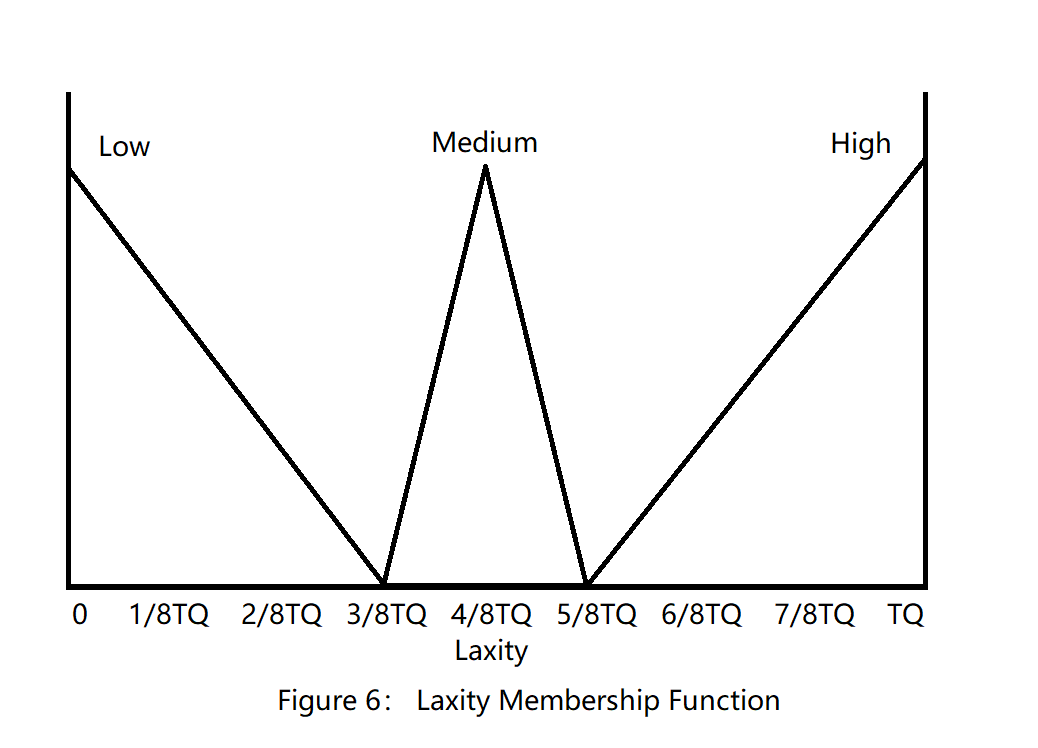 Low
Medium
High
0 1/8TQ 2/8TQ 3/8TQ 4/8TQ 5/8TQ 6/8TQ 7/8TQ TQ
Laxity
Figure 6： Laxity Membership Function